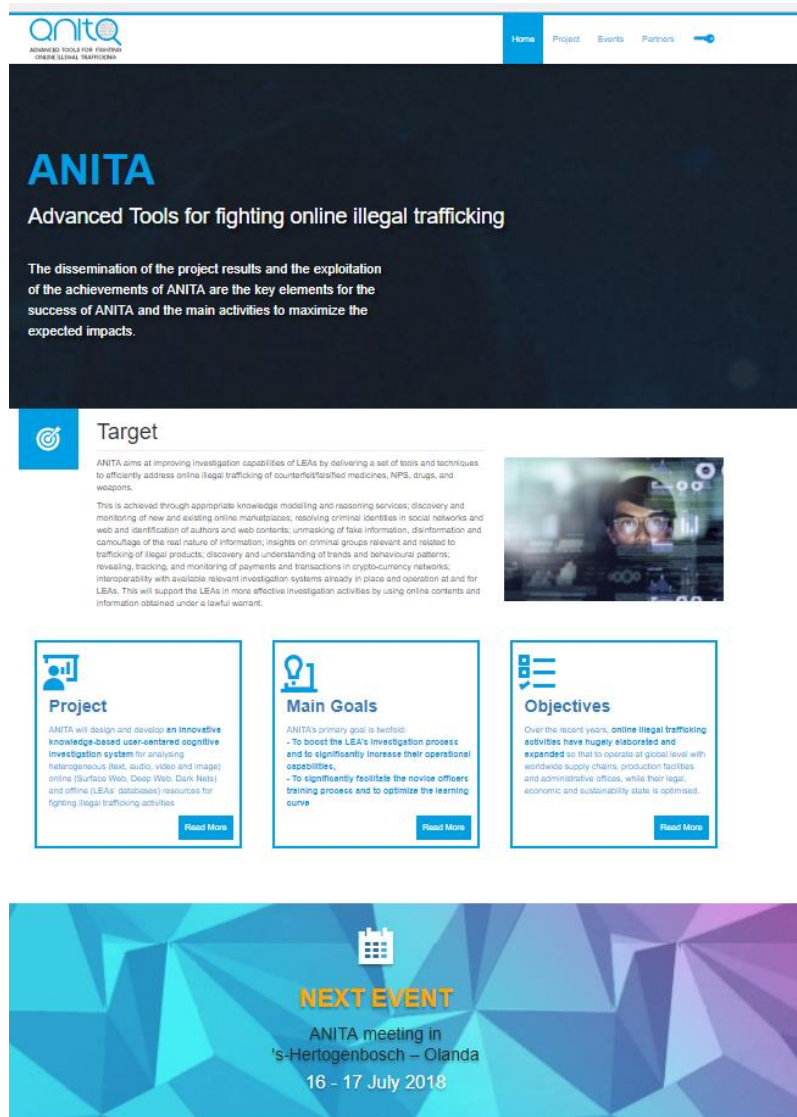 anita
ADVANCED TOOLS FOR FIGHTING
ONLINE ILLEGAL TRAFFICKING
Home Project Events Partners
ANITA
Advanced Tools for fighting online illegal trafficking
The dissemination of the project results and the exploitation
of the achievements of ANITA are the key elements for the
success of ANITA and the main activities to maximize the
expected impacts.
Target
ANITA aims at improving investigation capabilities of LEAs by delivering a set of tools and techniques
to efficiently address online illegal trafficking of counterfeit/falsified medicines, NPS, drugs, and
weapons.
This is achieved through appropriate knowledge modelling and reasoning services; discovery and
monitoring of new and existing online marketplaces; resolving criminal identities in social networks and
web and identification of authors and web contents; unmasking of fake information, disinformation and
camouflage of the real nature of information; insights on criminal groups relevant and related to
trafficking of illegal products; discovery and understanding of trends and behavioural patterns;
revealing, tracking, and monitoring of payments and transactions in crypto-currency networks;
interoperability with available relevant investigation systems already in place and operation at and for
LEAs. This will support the LEAs in more effective investigation activities by using online contents and
information obtained under a lawful warrant.
Project
ANITA will design and develop an innovative
knowledge-based user-centered cognitive
investigation system for analysing
heterogeneous (text, audio, video and image)
online (Surface Web, Deep Web, Dark Nets)
and offline (LEAs' databases) resources for
fighting illegal trafficking activities
Read More
Main Goals
ANITA's primary goal is twofold.
- To boost the LEA's investigation process
and to significantly increase their operational
capabilities,
- To significantly facilitate the novice officers
training process and to optimize the learning
curve
Read More
Objectives
Over the recent years, online illegal trafficking
activities have hugely elaborated and
expanded so that to operate at global level with
worldwide supply chains, production facilities
and administrative offices, while their legal,
economic and sustainability state is optimised.
Read More
NEXT EVENT
ANITA meeting in
's-Hertogenbosch – Olanda
16 - 17 July 2018